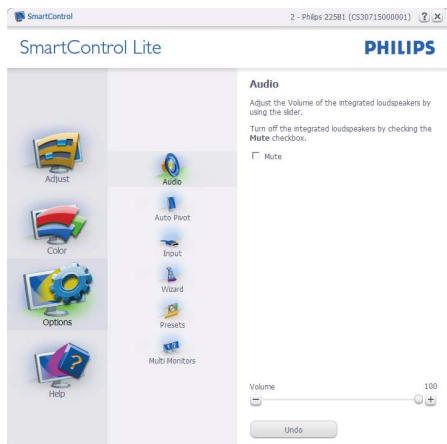 SmartControl
2 - Philips 225B1 (CS30715000001)
? ×
SmartControl Lite
PHILIPS
Adjust
Color
Options
Help
Audio
Auto Pivot
Input
Wizard
Presets
Multi Monitors
Audio
Adjust the Volume of the integrated loudspeakers by
using the slider.
Turn off the integrated loudspeakers by checking the
Mute checkbox.
Mute
Volume 100
Undo